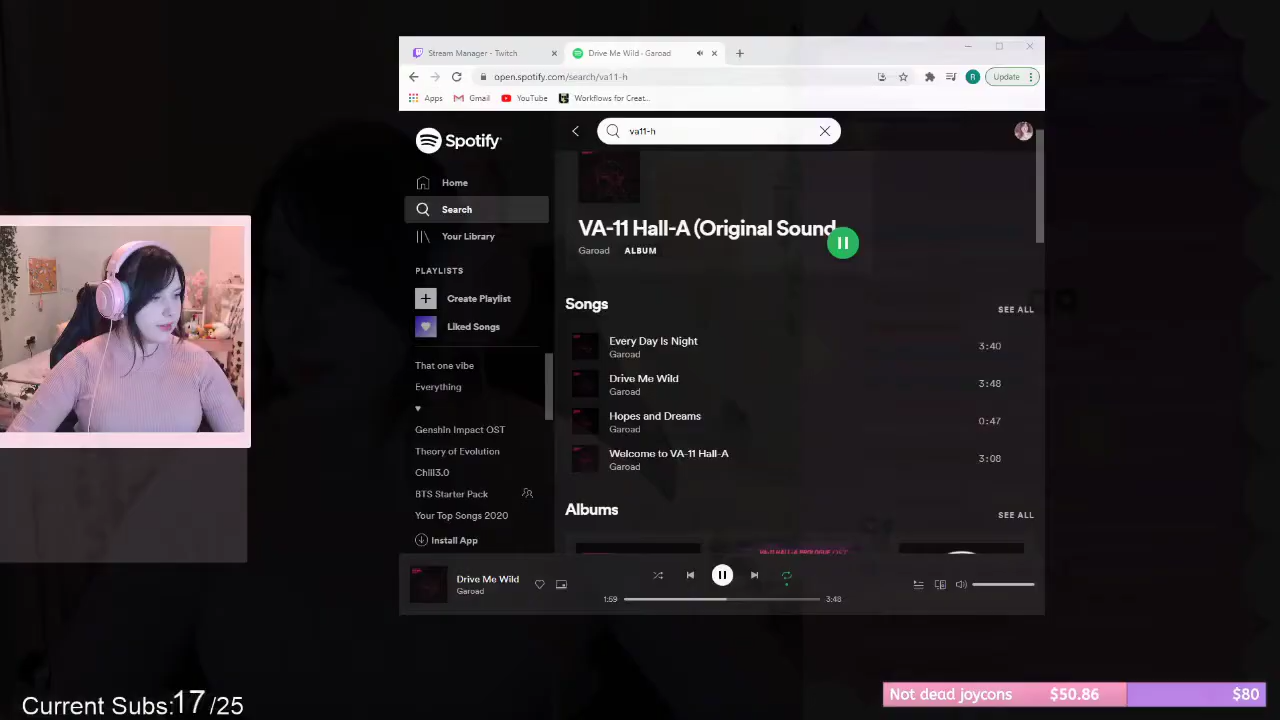 Stream Manager - Twitch
Drive Me Wild - Garoad
open.spotify.com/search/va11-h
Update
Apps
Gmail
YouTube
Workflows for Creat...
Spotify
va11-h
Home
Search
Your Library
PLAYLISTS
Create Playlist
Liked Songs
That one vibe
Everything
♥
Genshin Impact OST
Theory of Evolution
Chill3.0
BTS Starter Pack
Your Top Songs 2020
Install App
VA-11 Hall-A (Original Sound
Garoad ALBUM
Songs
SEE ALL
Every Day Is Night
Garoad
3:40
Drive Me Wild
Garoad
3:48
Hopes and Dreams
Garoad
0:47
Welcome to VA-11 Hall-A
Garoad
3:08
Albums
SEE ALL
Drive Me Wild
Garoad
1:59
3:48
Current Subs:17/25
Not dead joycons $50.86 $80